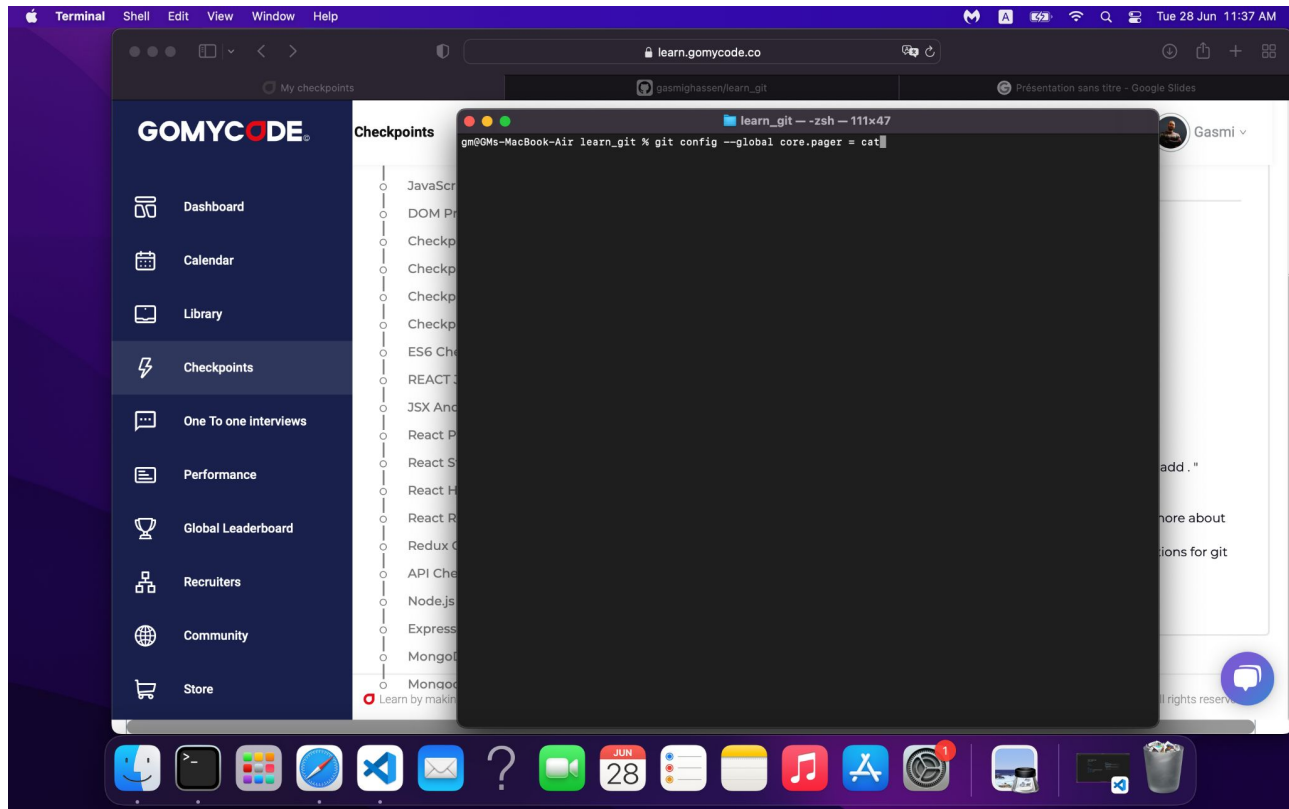 Terminal Shell Edit View Window Help
A
Tue 28 Jun 11:37 AM
learn.gomycode.co
My checkpoints
gasmighassen/learn_git
G Présentation sans titre - Google Slides
GOMYCODE
Checkpoints
Gasmi
learn_git — -zsh — 111×47
gm@GMs-MacBook-Air learn_git % git config --global core.pager = cat
Dashboard
Calendar
Library
Checkpoints
One To one interviews
Performance
Global Leaderboard
Recruiters
Community
Store
JavaScr
DOM Pr
Checkp
Checkp
Checkp
Checkp
ES6 Che
REACT J
JSX And
React P
React S
React H
React R
Redux C
API Che
Node.js
Express
MongoD
Mongoo
add . "
more about
tions for git
Learn by makin
ll rights reserv
JUN
28
1